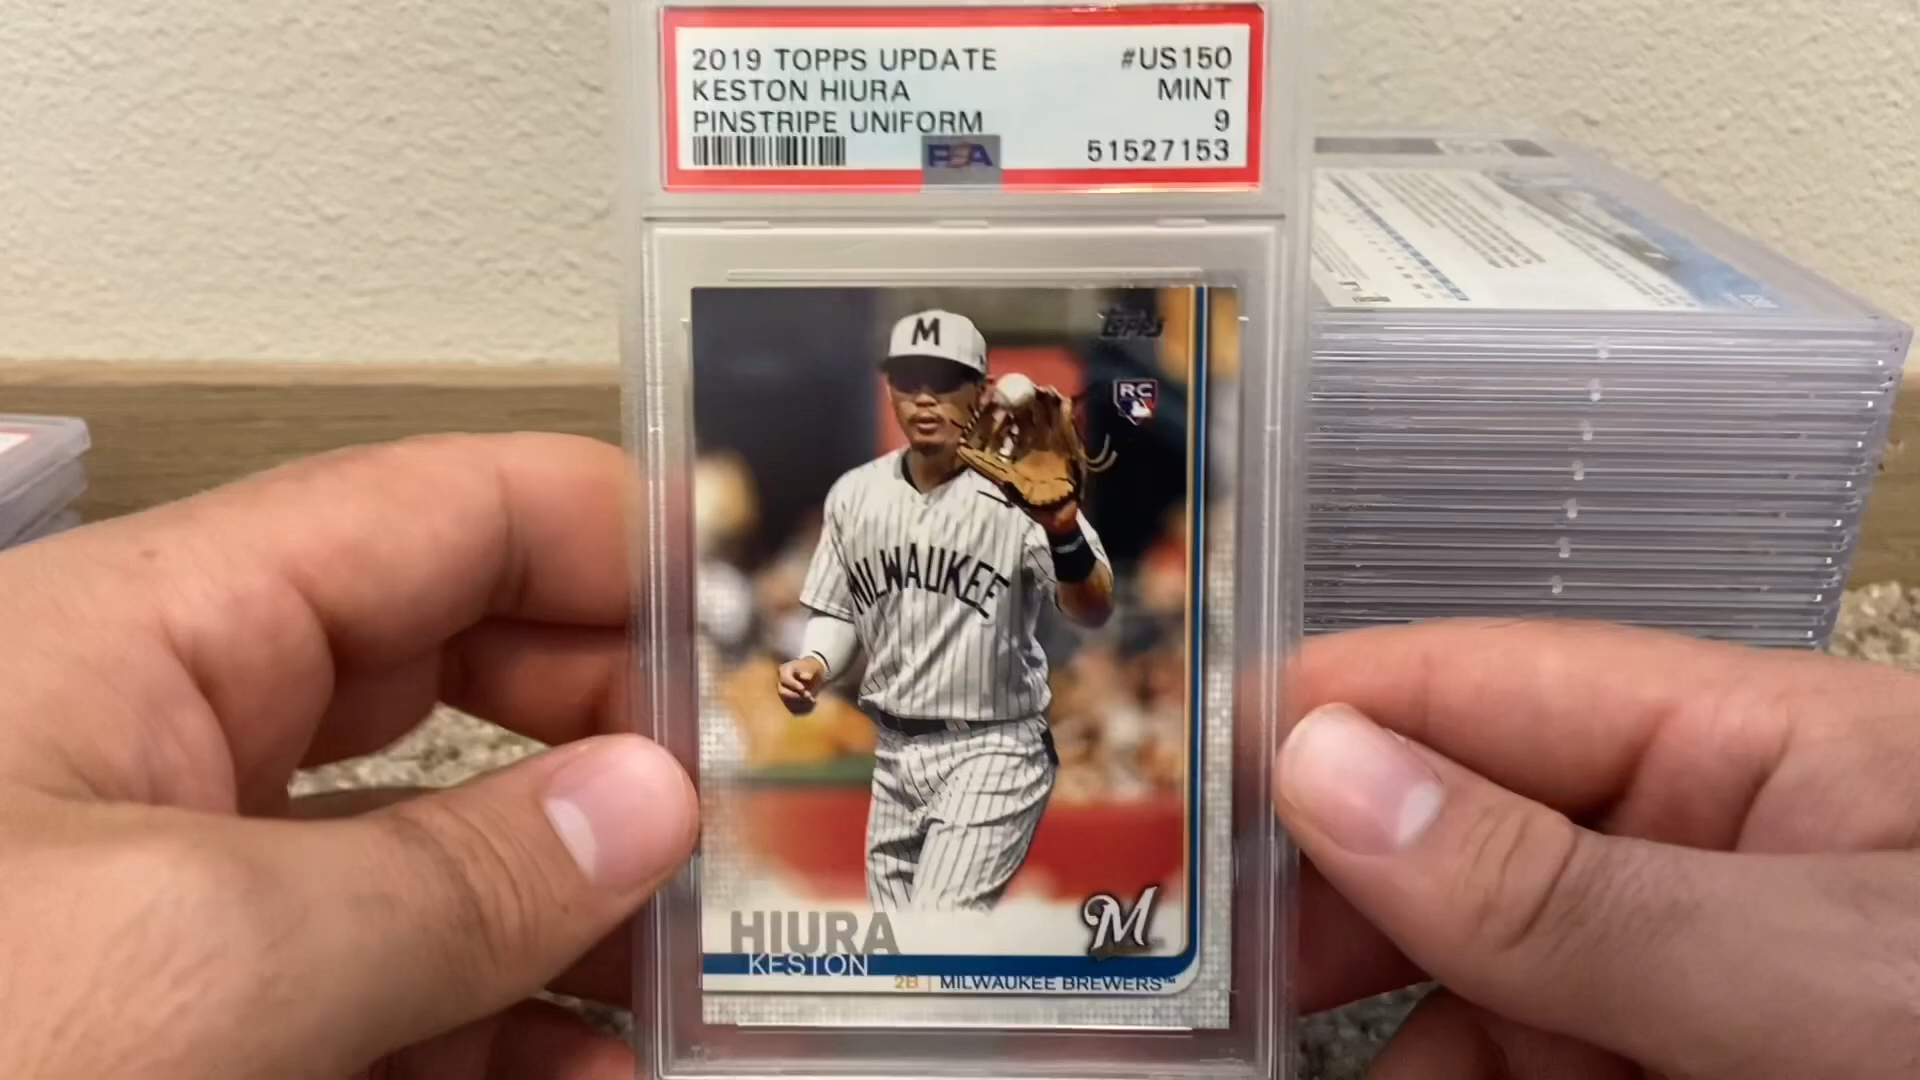 2019 TOPPS UPDATE #US150
KESTON HIURA MINT
PINSTRIPE UNIFORM 9
PSA 51527153
TOPPS
M
RC
MILWAUKEE
HIURA
M
KESTON
2B | MILWAUKEE BREWERS™